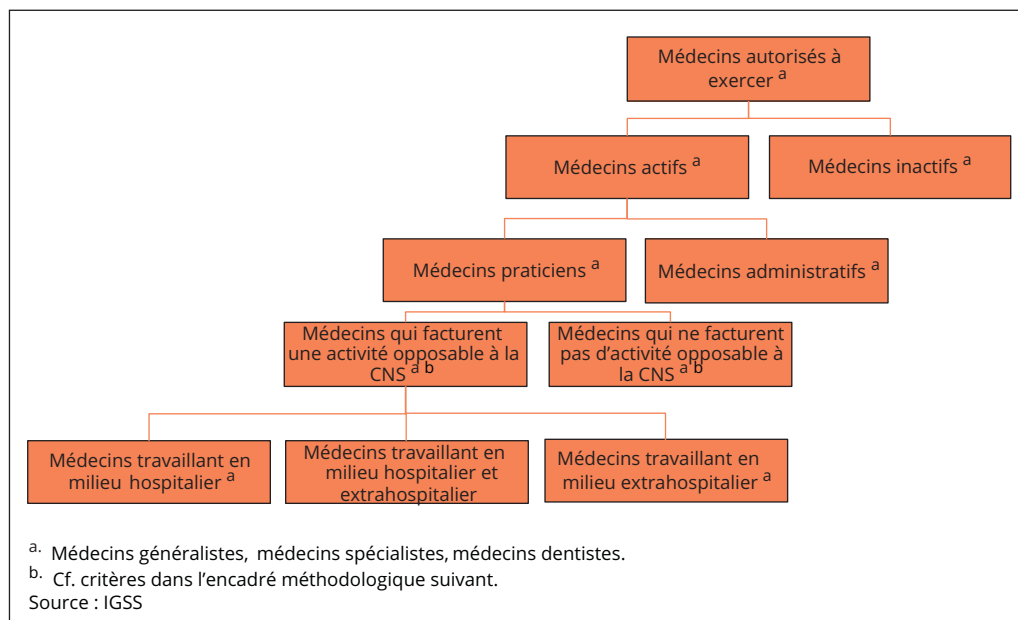 Médecins autorisés à
exercer a
Médecins actifs a
Médecins inactifs a
Médecins praticiens a
Médecins administratifs a
Médecins qui facturent
une activité opposable à la
CNS a b
Médecins qui ne facturent
pas d’activité opposable à
la CNS a b
Médecins travaillant en
milieu hospitalier a
Médecins travaillant en
milieu hospitalier et
extrahospitalier
Médecins travaillant en
milieu extrahospitalier a
a. Médecins généralistes, médecins spécialistes, médecins dentistes.
b. Cf. critères dans l’encadré méthodologique suivant.
Source : IGSS